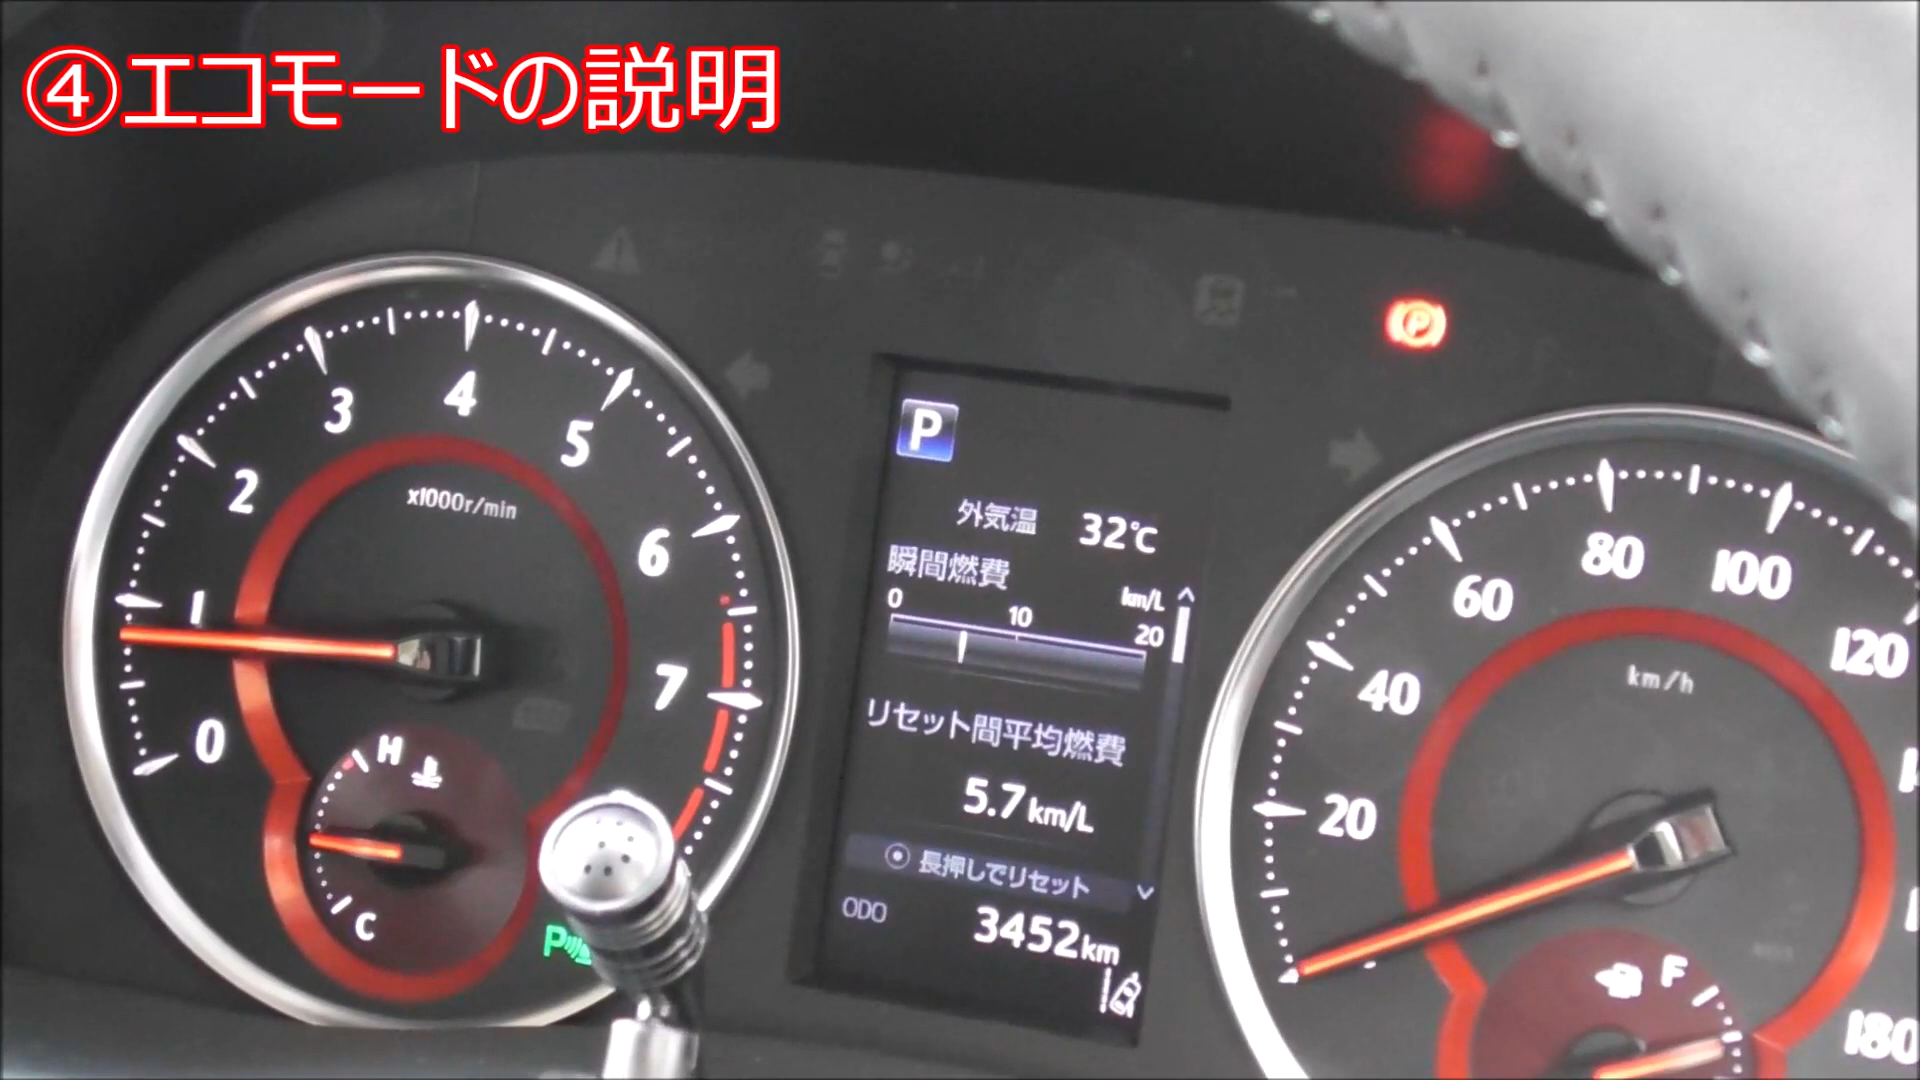 ④エコモードの説明
0
1
2
3
4
5
6
7
x1000r/min
H
C
P
P
P
外気温 32℃
瞬間燃費
km/L
0 10 20
リセット間平均燃費
5.7km/L
長押しでリセット
ODO
3452km
20
40
60
80
100
120
180
km/h
F